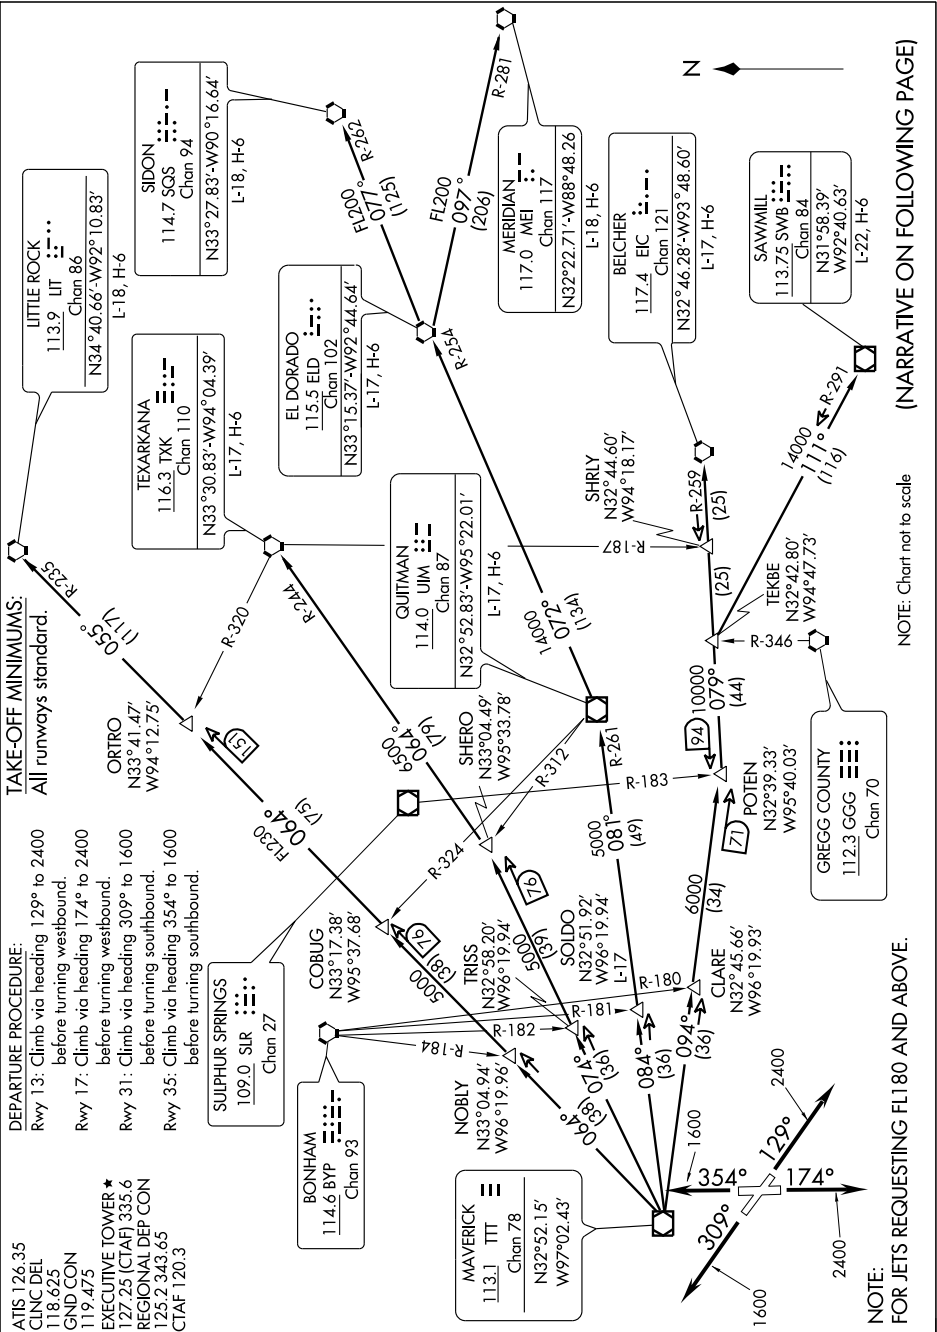 ATIS 126.35
CLNC DEL
118.625
GND CON
119.475
EXECUTIVE TOWER ★
127.25 (CTAF) 335.6
REGIONAL DEP CON
125.2 343.65
CTAF 120.3
DEPARTURE PROCEDURE:
Rwy 13: Climb via heading 129° to 2400
before turning westbound.
Rwy 17: Climb via heading 174° to 2400
before turning westbound.
Rwy 31: Climb via heading 309° to 1600
before turning southbound.
Rwy 35: Climb via heading 354° to 1600
before turning southbound.
TAKE-OFF MINIMUMS:
All runways standard.
LITTLE ROCK
113.9 LIT
Chan 86
N34°40.66'-W92°10.83'
L-18, H-6
SIDON
114.7 SQS
Chan 94
N33°27.83'-W90°16.64'
L-18, H-6
TEXARKANA
116.3 TXK
Chan 110
N33°30.83'-W94°04.39'
L-17, H-6
EL DORADO
115.5 ELD
Chan 102
N33°15.37'-W92°44.64'
L-17, H-6
MERIDIAN
117.0 MEI
Chan 117
N32°22.71'-W88°48.26
L-18, H-6
BELCHER
117.4 EIC
Chan 121
N32°46.28'-W93°48.60'
L-17, H-6
SAWMILL
113.75 SWB
Chan 84
N31°58.39'
W92°40.63'
L-22, H-6
QUITMAN
114.0 UIM
Chan 87
N32°52.83'-W95°22.01'
L-17, H-6
SULPHUR SPRINGS
109.0 SLR
Chan 27
BONHAM
114.6 BYP
Chan 93
MAVERICK
113.1 TTT
Chan 78
N32°52.15'
W97°02.43'
GREGG COUNTY
112.3 GGG
Chan 70
ORTRO
N33°41.47'
W94°12.75'
COBUG
N33°17.38'
W95°37.68'
NOBLY
N33°04.94'
W96°19.96'
SHERO
N33°04.49'
W95°33.78'
TRISS
N32°58.20'
W96°19.94'
SOLDO
N32°51.92'
W96°19.94'
L-17
CLARE
N32°45.66'
W96°19.93'
POTEN
N32°39.33'
W95°40.03'
TEKBE
N32°42.80'
W94°47.73'
SHRLY
N32°44.60'
W94°18.17'
R-235
055°
(117)
151
FL230
064°
(75)
R-320
R-244
6500
064°
(79)
R-324
R-312
76
5000
(38)
76
5000
(39)
064°
(38)
074°
(36)
084°
(36)
094°
(36)
R-184
R-182
R-181
R-180
5000
081°
(49)
R-261
R-183
6000
(34)
71
94
10000
079°
(44)
R-346
(25)
R-187
R-259
(25)
14000
111°
(116)
R-291
14000
072°
(134)
R-254
FL200
077°
(125)
R-262
FL200
097°
(206)
R-281
N
1600
354°
129°
2400
309°
174°
1600
2400
NOTE: Chart not to scale
(NARRATIVE ON FOLLOWING PAGE)
NOTE:
FOR JETS REQUESTING FL180 AND ABOVE.